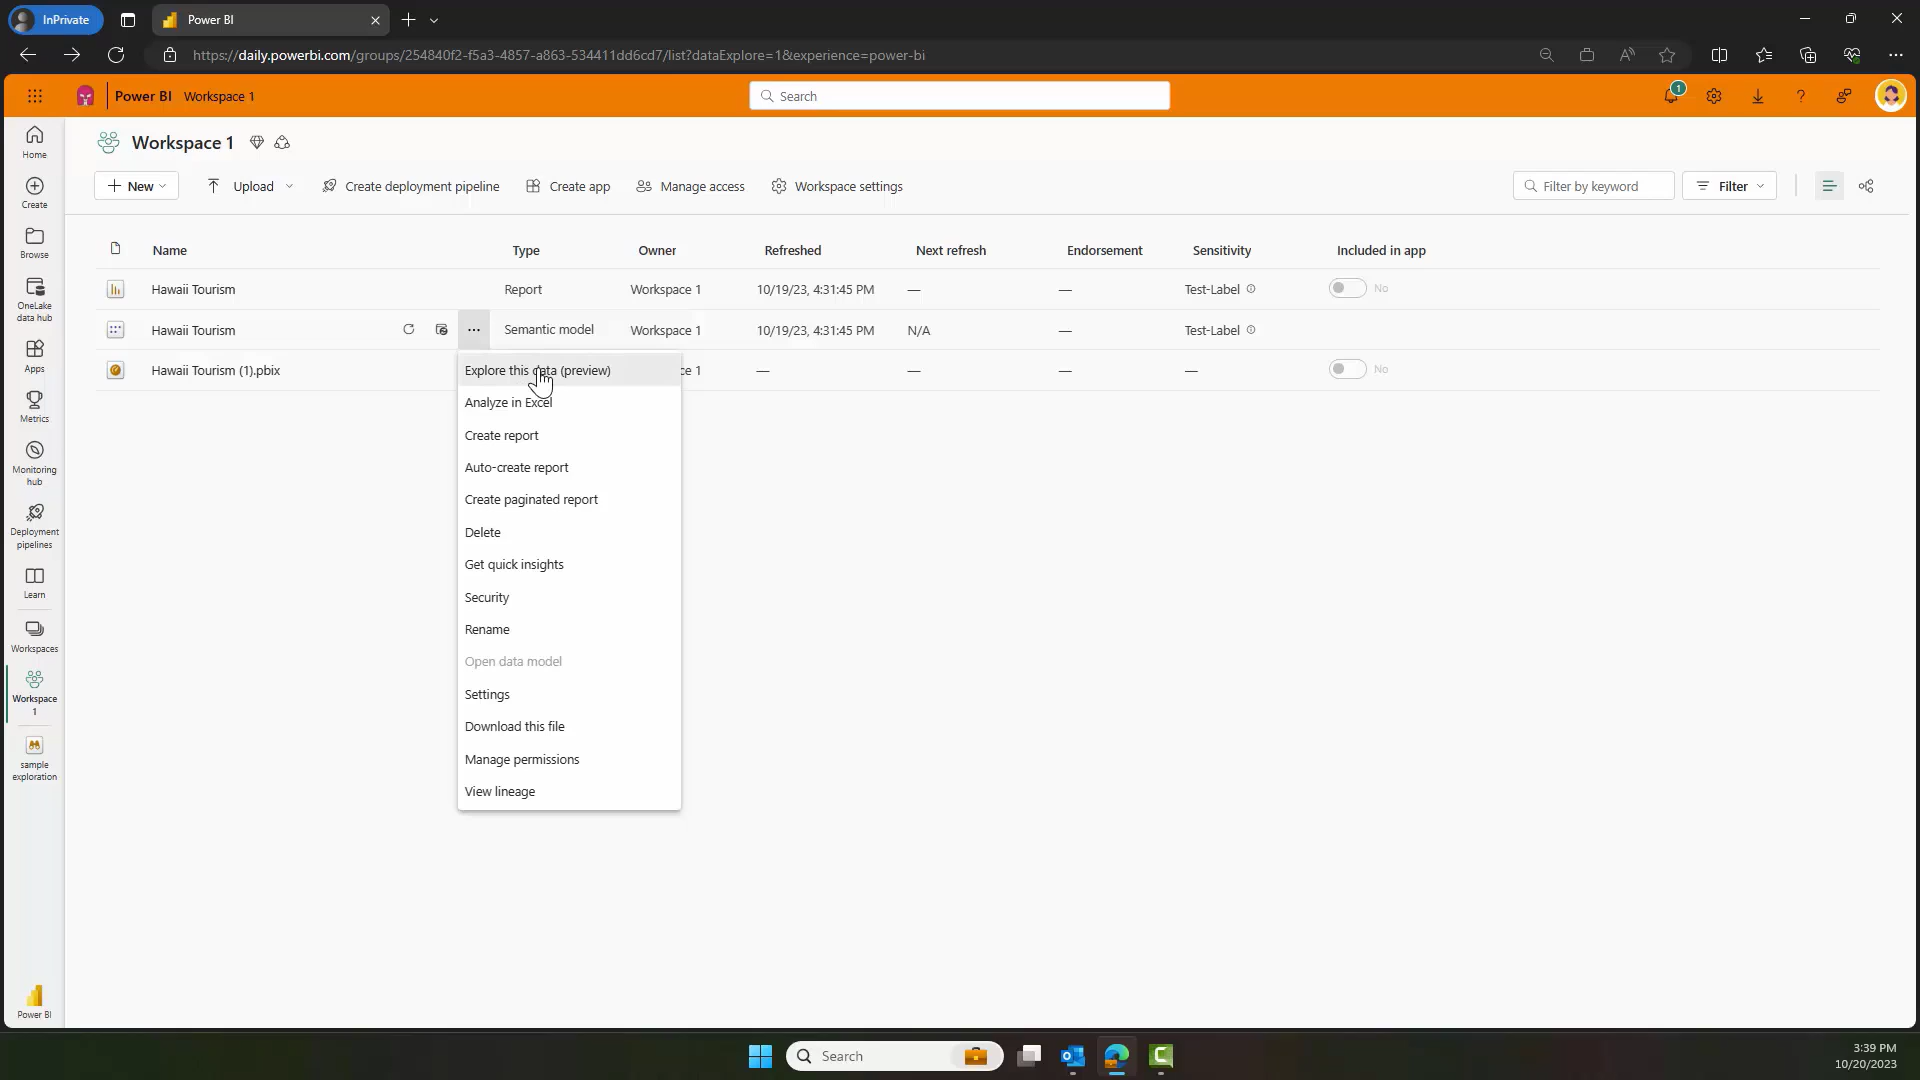 InPrivate
Power BI
https://daily.powerbi.com/groups/254840f2-f5a3-4857-a863-534411dd6cd7/list?dataExplore=1&experience=power-bi
Power BI Workspace 1
Search
1
Home
Create
Browse
OneLake
data hub
Apps
Metrics
Monitoring
hub
Deployment
pipelines
Learn
Workspaces
Workspace
1
sample
exploration
Power BI
Workspace 1
New
Upload
Create deployment pipeline
Create app
Manage access
Workspace settings
Filter by keyword
Filter
Name Type Owner Refreshed Next refresh Endorsement Sensitivity Included in app
Hawaii Tourism Report Workspace 1 10/19/23, 4:31:45 PM — — Test-Label No
Hawaii Tourism ... Semantic model Workspace 1 10/19/23, 4:31:45 PM N/A — Test-Label
Hawaii Tourism (1).pbix ce 1 — — — — No
Explore this data (preview)
Analyze in Excel
Create report
Auto-create report
Create paginated report
Delete
Get quick insights
Security
Rename
Open data model
Settings
Download this file
Manage permissions
View lineage
Search
3:39 PM
10/20/2023